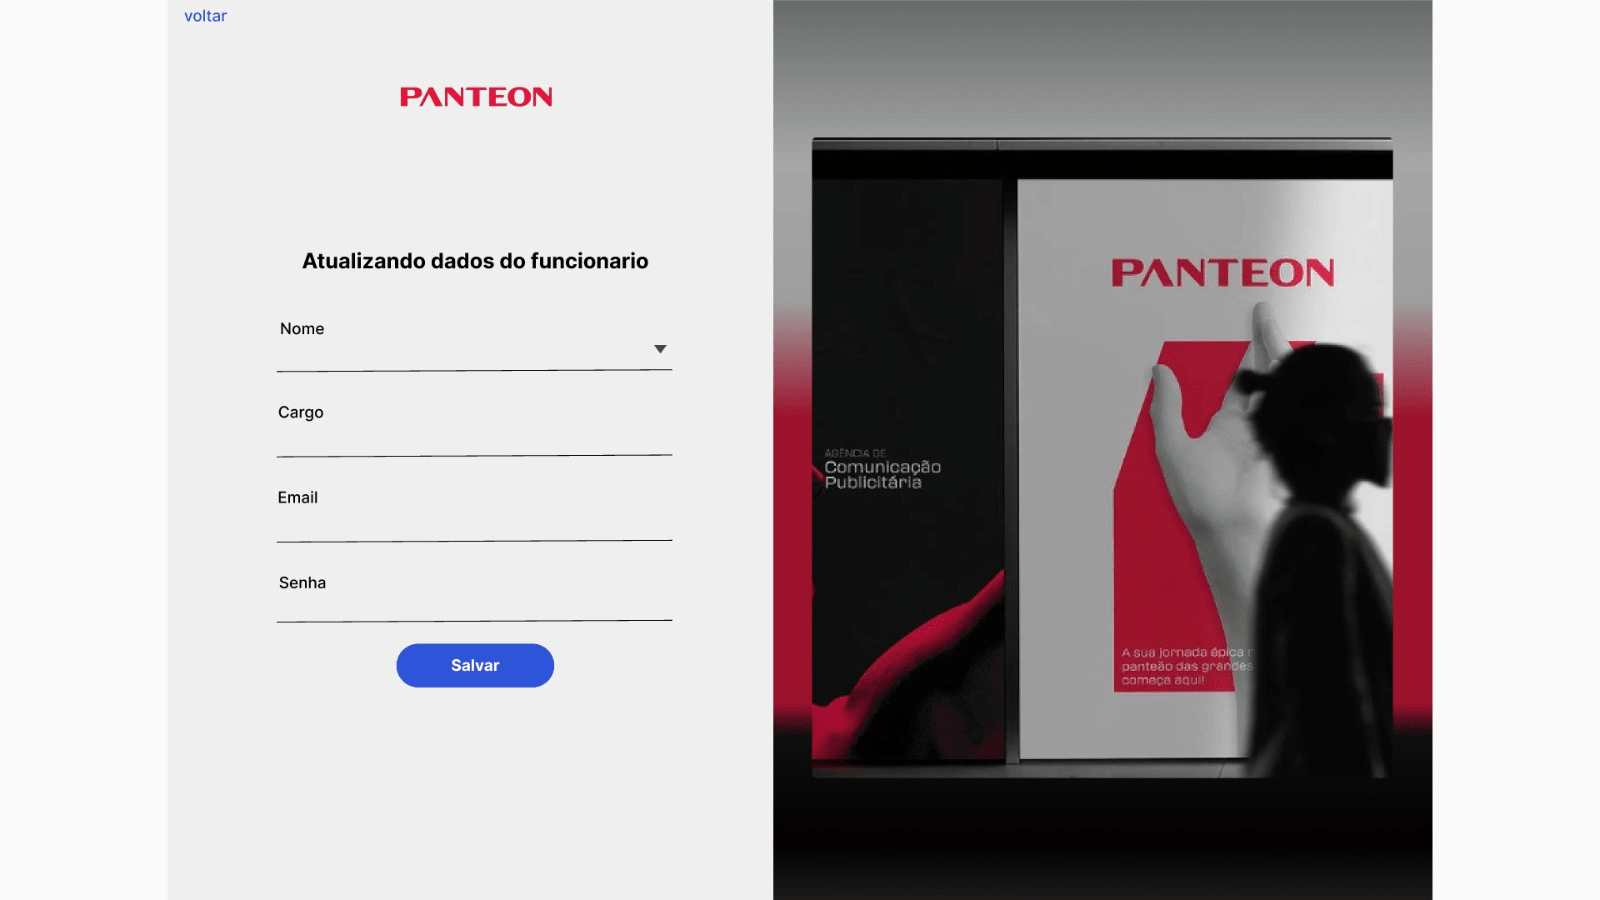 voltar
PANTEON
Atualizando dados do funcionario
Nome
Cargo
Email
Senha
Salvar
AGÊNCIA DE
Comunicação
Publicitária
PANTEON
A sua jornada épica
panteão das grandes
começa aqui!